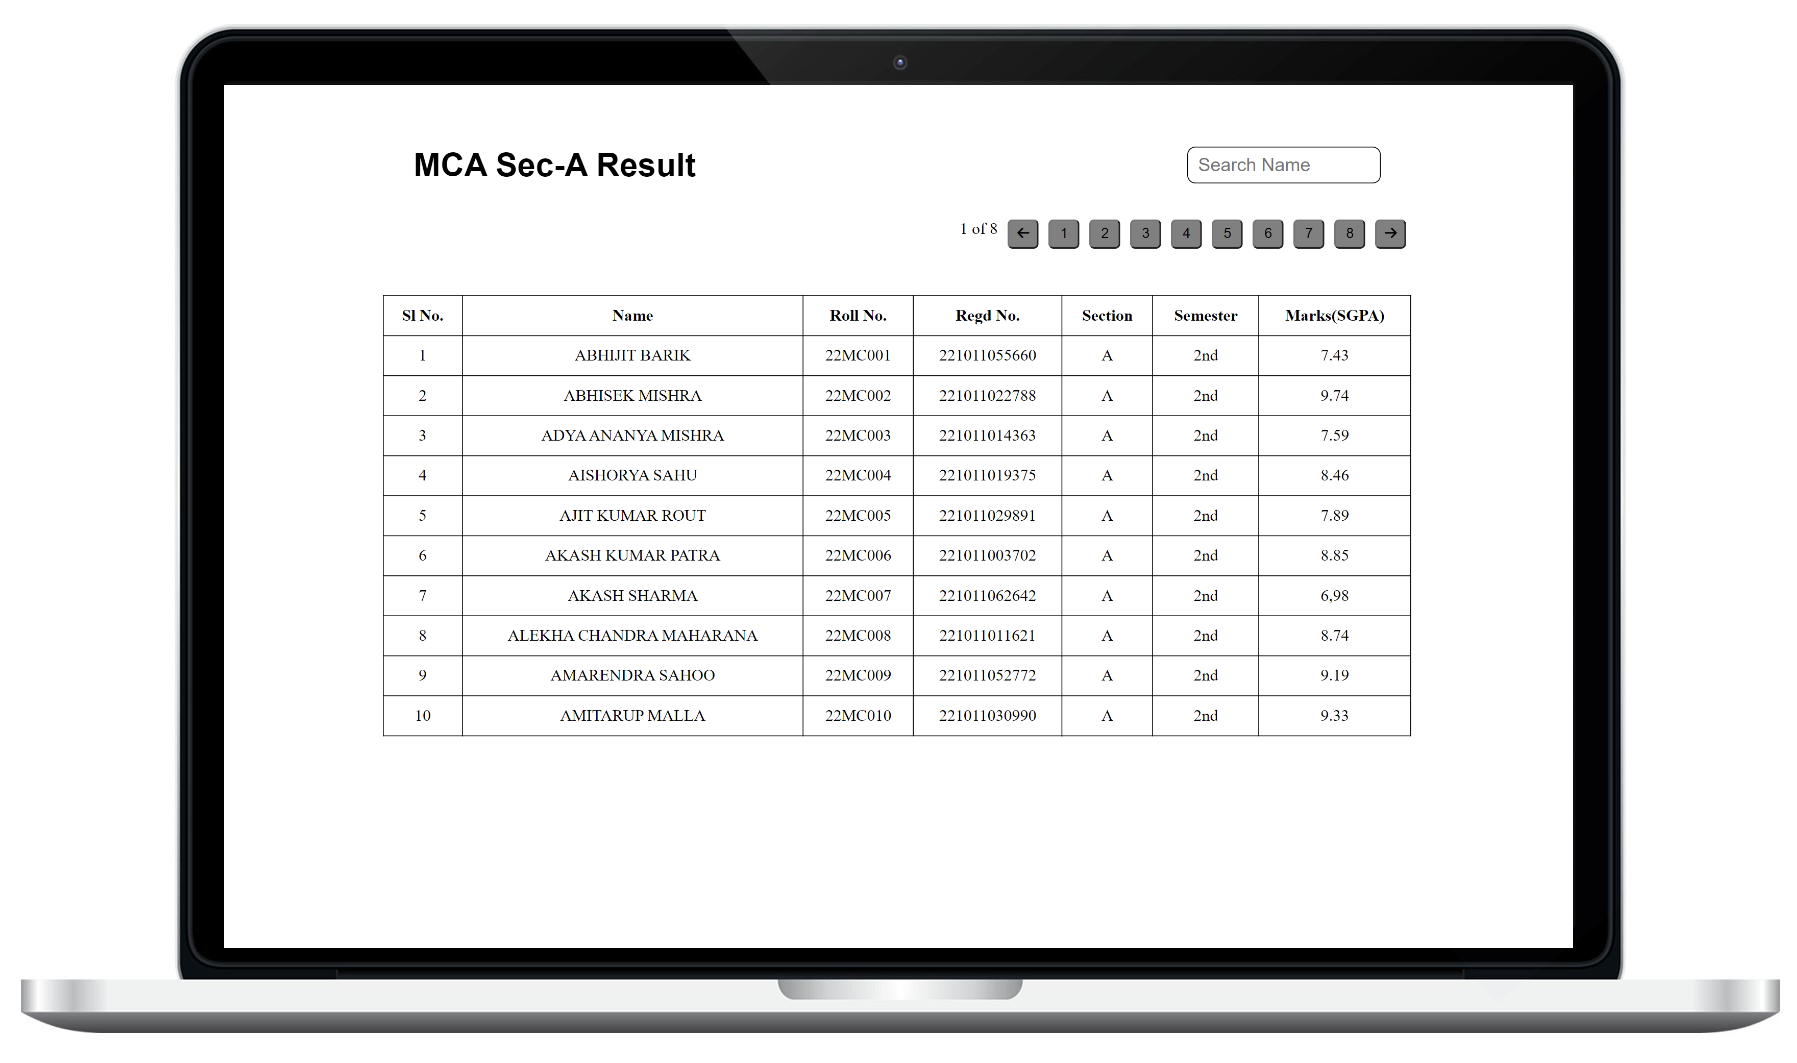 MCA Sec-A Result
Search Name
1 of 8 ← 1 2 3 4 5 6 7 8 →
Sl No. Name Roll No. Regd No. Section Semester Marks(SGPA)
1 ABHIJIT BARIK 22MC001 221011055660 A 2nd 7.43
2 ABHISEK MISHRA 22MC002 221011022788 A 2nd 9.74
3 ADYA ANANYA MISHRA 22MC003 221011014363 A 2nd 7.59
4 AISHORYA SAHU 22MC004 221011019375 A 2nd 8.46
5 AJIT KUMAR ROUT 22MC005 221011029891 A 2nd 7.89
6 AKASH KUMAR PATRA 22MC006 221011003702 A 2nd 8.85
7 AKASH SHARMA 22MC007 221011062642 A 2nd 6,98
8 ALEKHA CHANDRA MAHARANA 22MC008 221011011621 A 2nd 8.74
9 AMARENDRA SAHOO 22MC009 221011052772 A 2nd 9.19
10 AMITARUP MALLA 22MC010 221011030990 A 2nd 9.33